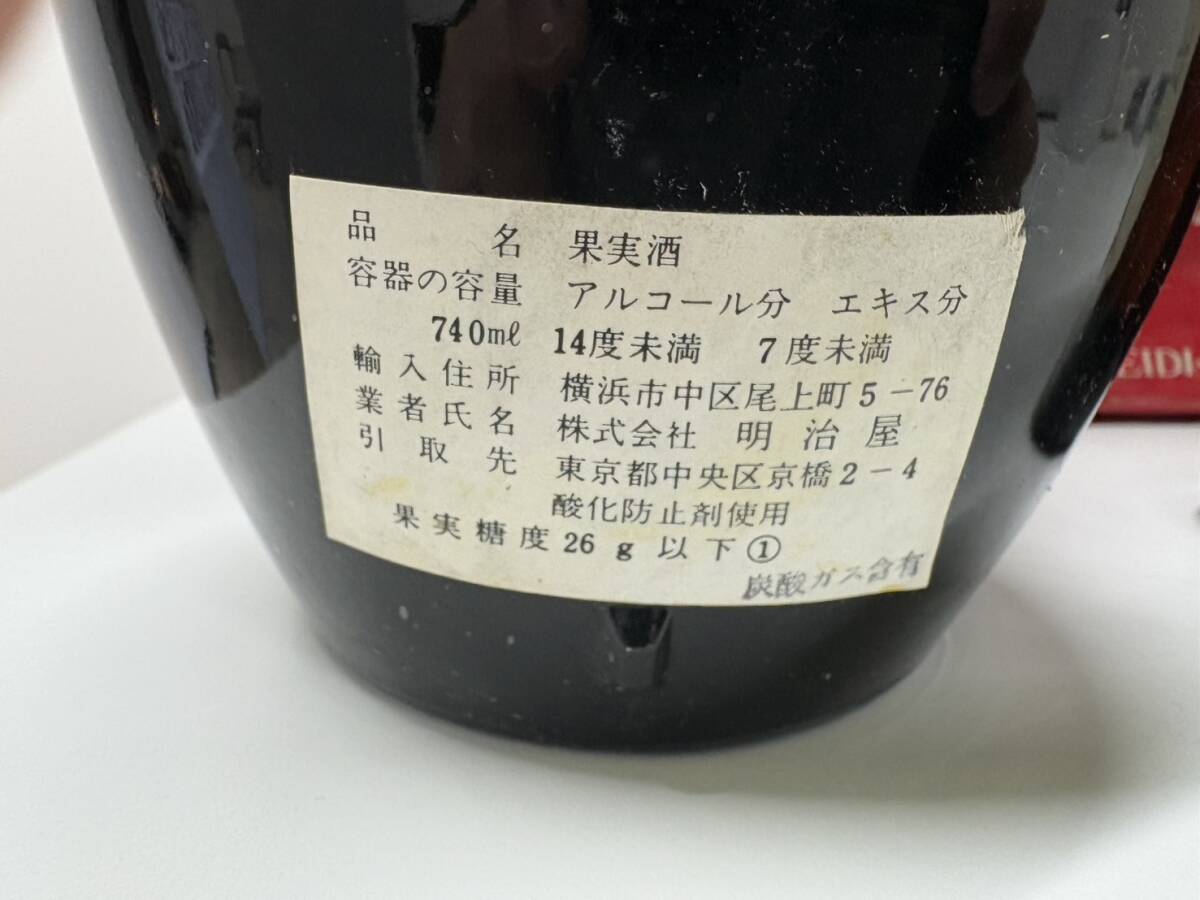 品名 果実酒
容器の容量 アルコール分 エキス分
740ml 14度未満 7度未満
輸入住所 横浜市中区尾上町5-76
業者氏名 株式会社 明治屋
引取先 東京都中央区京橋2-4
酸化防止剤使用
果実糖度26g以下①
炭酸ガス含有
EIDI